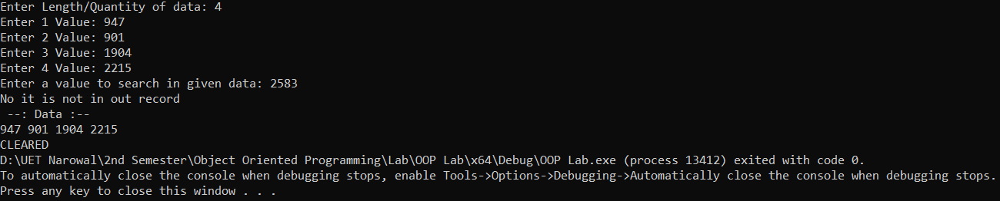 Enter Length/Quantity of data: 4
Enter 1 Value: 947
Enter 2 Value: 901
Enter 3 Value: 1904
Enter 4 Value: 2215
Enter a value to search in given data: 2583
No it is not in out record
 --: Data :--
947 901 1904 2215
CLEARED
D:\UET Narowal\2nd Semester\Object Oriented Programming\Lab\OOP Lab\x64\Debug\OOP Lab.exe (process 13412) exited with code 0.
To automatically close the console when debugging stops, enable Tools->Options->Debugging->Automatically close the console when debugging stops.
Press any key to close this window . . .